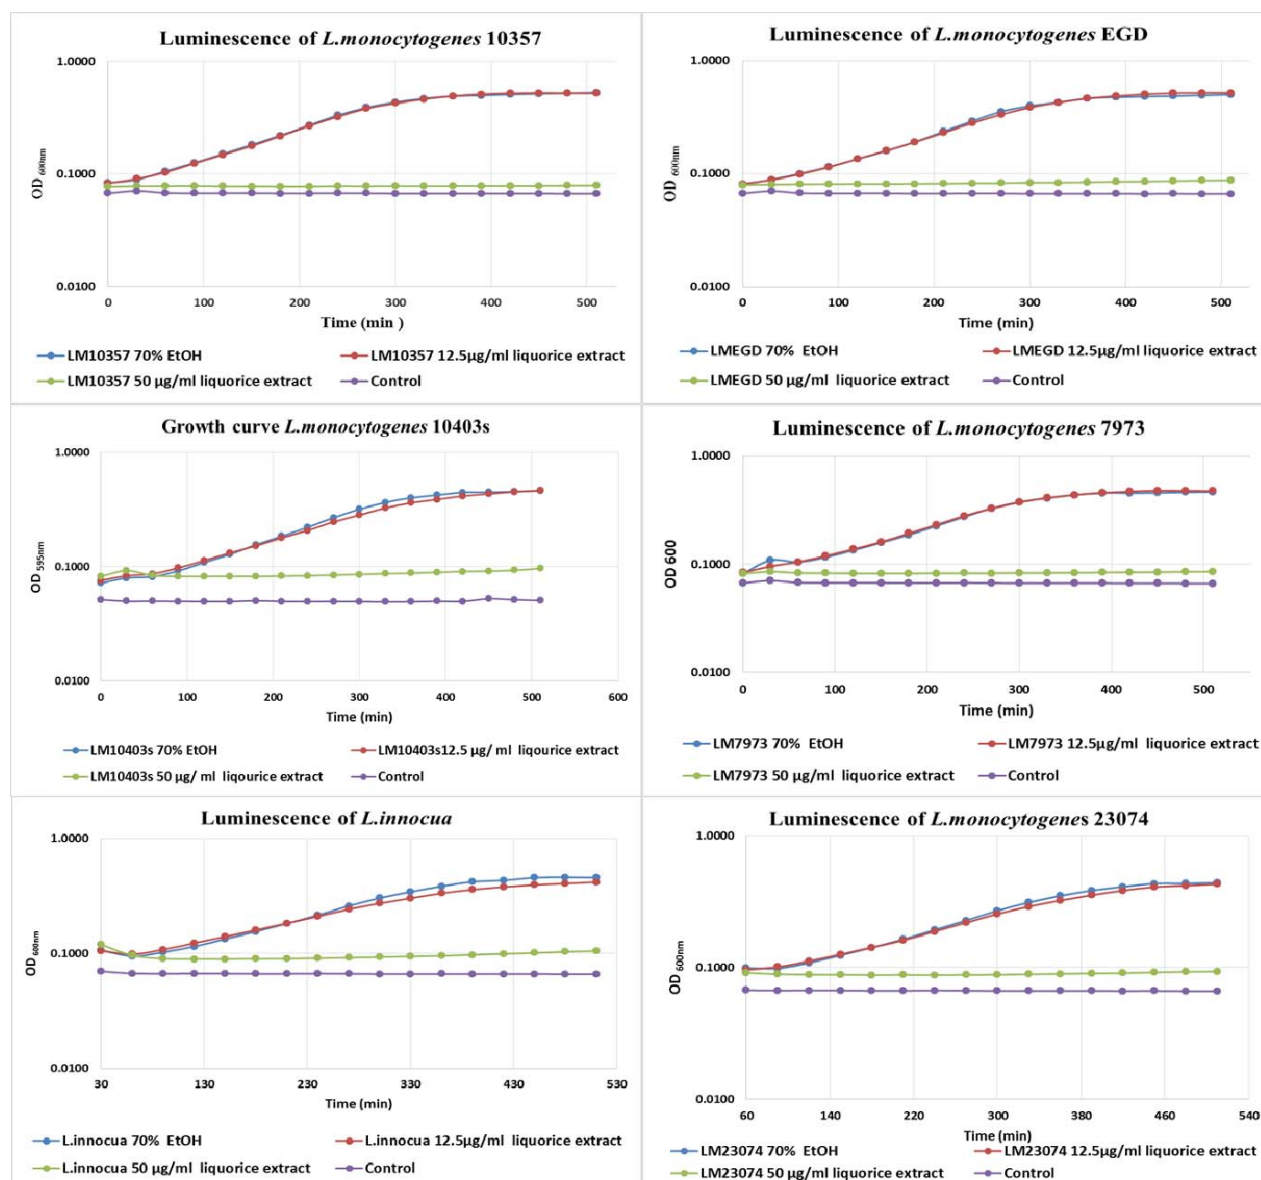 Luminescence of L.monocytogenes 10357
1.0000
0.1000
0.0100
OD 600nm
0 100 200 300 400 500
Time (min )
LM10357 70% EtOH LM10357 12.5µg/ml liquorice extract
LM10357 50 µg/ml liquorice extract Control
Luminescence of L.monocytogenes EGD
1.0000
0.1000
0.0100
OD 600nm
0 100 200 300 400 500
Time (min)
LMEGD 70% EtOH LMEGD 12.5µg/ml liquorice extract
LMEGD 50 µg/ml liquorice extract Control
Growth curve L.monocytogenes 10403s
1.0000
0.1000
0.0100
OD 595nm
0 100 200 300 400 500 600
Time (min)
LM10403s 70% EtOH LM10403s12.5 µg/ ml liqourice extract
LM10403s 50 µg/ ml liqourice extract Control
Luminescence of L.monocytogenes 7973
1.0000
0.1000
0.0100
OD 600
0 100 200 300 400 500
Time (min)
LM7973 70% EtOH LM7973 12.5µg/ml liquorice extract
LM7973 50 µg/ml liquorice extract Control
Luminescence of L.innocua
1.0000
0.1000
0.0100
OD 600nm
30 130 230 330 430 530
Time (min)
L.innocua 70% EtOH L.innocua 12.5µg/ml liquorice extract
L.innocua 50 µg/ml liquorice extract Control
Luminescence of L.monocytogenes 23074
1.0000
0.1000
0.0100
OD 600nm
60 140 220 300 380 460 540
Time (min)
LM23074 70% EtOH LM23074 12.5µg/ml liquorice extract
LM23074 50 µg/ml liquorice extract Control